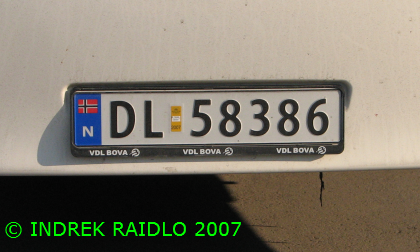 DL 58386
N
VDL BOVA VDL BOVA VDL BOVA
© INDREK RAIDLO 2007